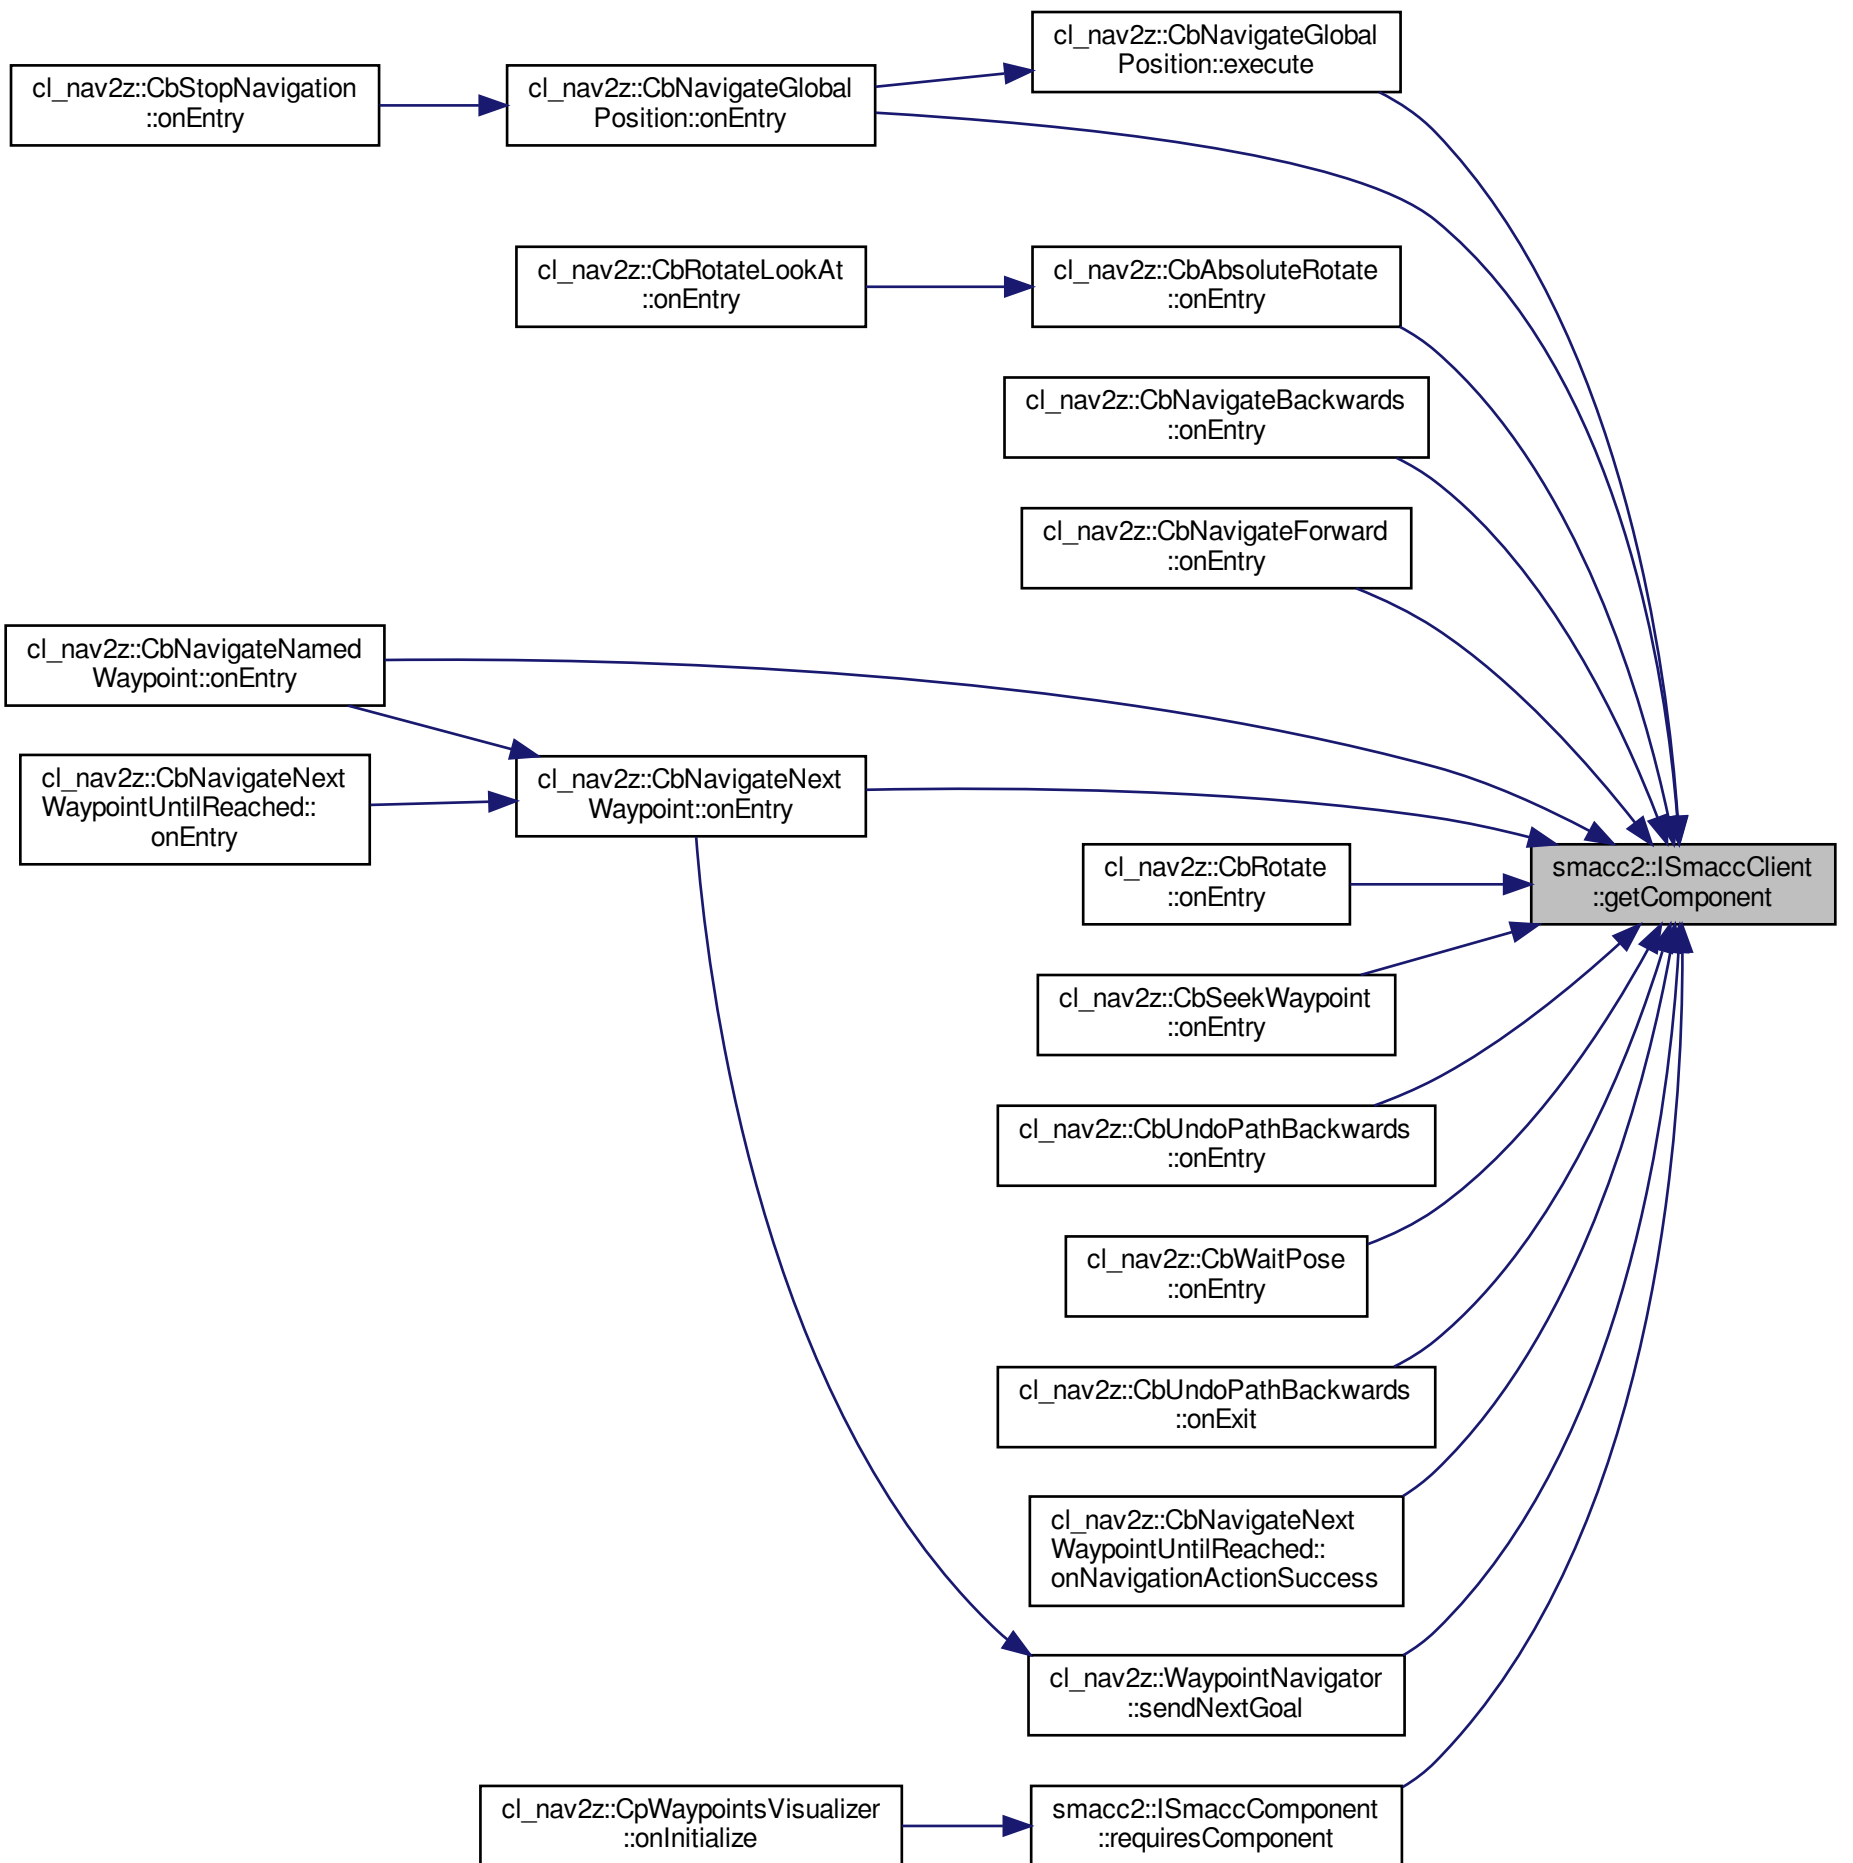 cl_nav2z::CbNavigateGlobal
Position::execute
cl_nav2z::CbStopNavigation
::onEntry
cl_nav2z::CbNavigateGlobal
Position::onEntry
cl_nav2z::CbRotateLookAt
::onEntry
cl_nav2z::CbAbsoluteRotate
::onEntry
cl_nav2z::CbNavigateBackwards
::onEntry
cl_nav2z::CbNavigateForward
::onEntry
cl_nav2z::CbNavigateNamed
Waypoint::onEntry
cl_nav2z::CbNavigateNext
WaypointUntilReached::
onEntry
cl_nav2z::CbNavigateNext
Waypoint::onEntry
cl_nav2z::CbRotate
::onEntry
smacc2::ISmaccClient
::getComponent
cl_nav2z::CbSeekWaypoint
::onEntry
cl_nav2z::CbUndoPathBackwards
::onEntry
cl_nav2z::CbWaitPose
::onEntry
cl_nav2z::CbUndoPathBackwards
::onExit
cl_nav2z::CbNavigateNext
WaypointUntilReached::
onNavigationActionSuccess
cl_nav2z::WaypointNavigator
::sendNextGoal
cl_nav2z::CpWaypointsVisualizer
::onInitialize
smacc2::ISmaccComponent
::requiresComponent